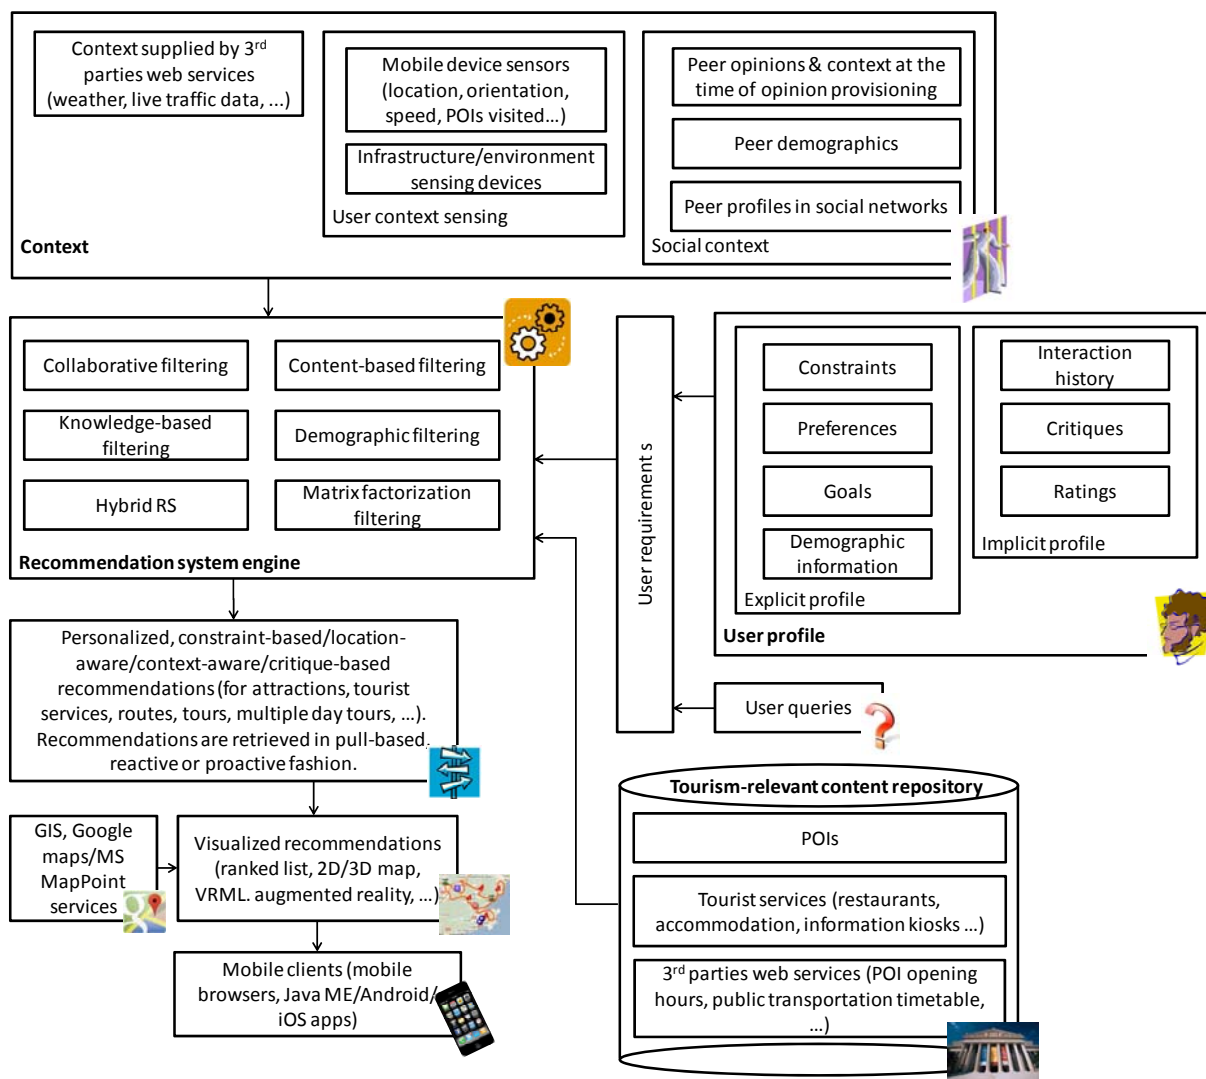 Context supplied by 3rd
parties web services
(weather, live traffic data, ...)
Mobile device sensors
(location, orientation,
speed, POIs visited...)
Infrastructure/environment
sensing devices
User context sensing
Peer opinions & context at the
time of opinion provisioning
Peer demographics
Peer profiles in social networks
Social context
Context
Collaborative filtering
Content-based filtering
Knowledge-based
filtering
Demographic filtering
Hybrid RS
Matrix factorization
filtering
Recommendation system engine
User requirement s
Constraints
Preferences
Goals
Demographic
information
Explicit profile
Interaction
history
Critiques
Ratings
Implicit profile
User profile
User queries
Personalized, constraint-based/location-
aware/context-aware/critique-based
recommendations (for attractions, tourist
services, routes, tours, multiple day tours, ...).
Recommendations are retrieved in pull-based,
reactive or proactive fashion.
GIS, Google
maps/MS
MapPoint
services
Visualized recommendations
(ranked list, 2D/3D map,
VRML. augmented reality, ...)
Mobile clients (mobile
browsers, Java ME/Android/
iOS apps)
Tourism-relevant content repository
POIs
Tourist services (restaurants,
accommodation, information kiosks ...)
3rd parties web services (POI opening
hours, public transportation timetable,
...)